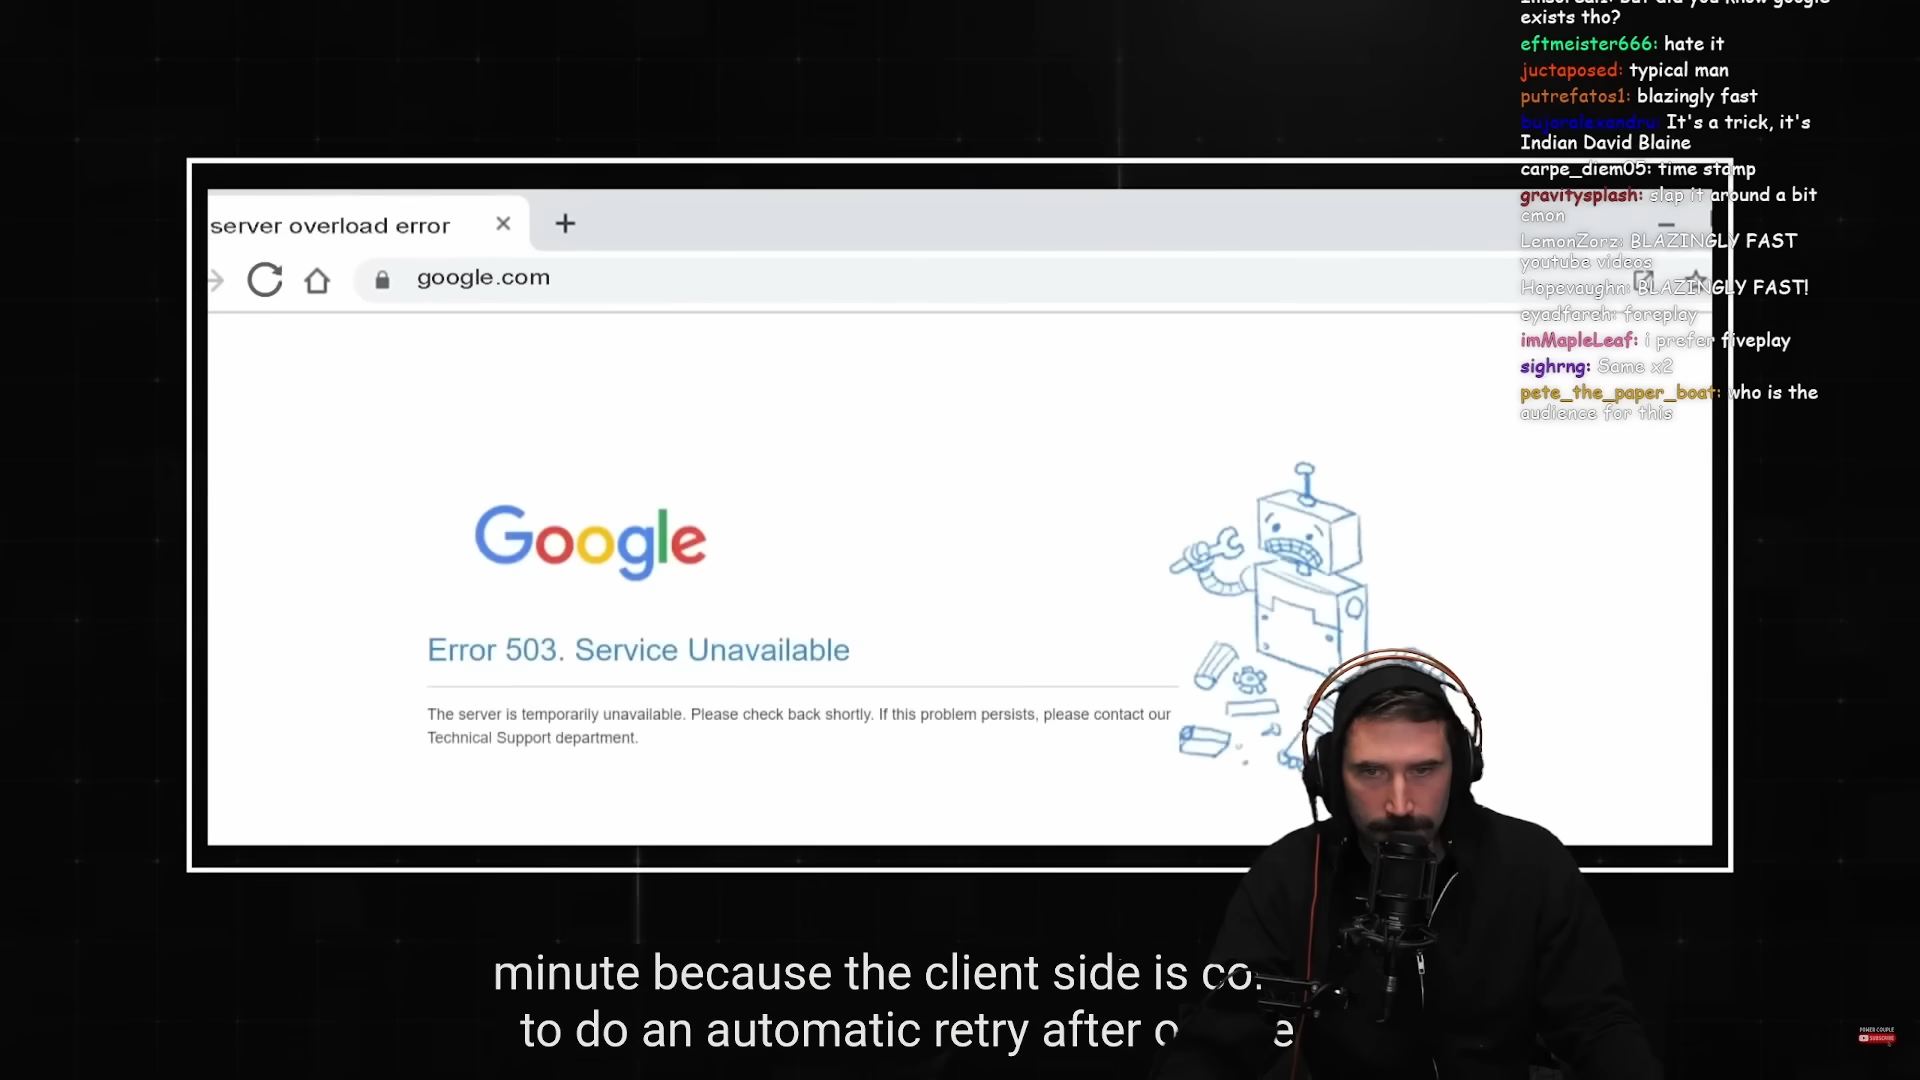 exists tho?
eftmeister666: hate it
juctaposed: typical man
putrefatos1: blazingly fast
bujoralexandru: It's a trick, it's
Indian David Blaine
carpe_diem05: time stamp
gravitysplash: slap it around a bit
cmon
LemonZorz: BLAZINGLY FAST
youtube videos
Hopevaughn: BLAZINGLY FAST!
eyadfareh: foreplay
imMapleLeaf: i prefer fiveplay
sighrng: Same x2
pete_the_paper_boat: who is the
audience for this
server overload error
google.com
Google
Error 503. Service Unavailable
The server is temporarily unavailable. Please check back shortly. If this problem persists, please contact our
Technical Support department.
minute because the client side is
to do an automatic retry after
POWER COUPLE
SUBSCRIBE